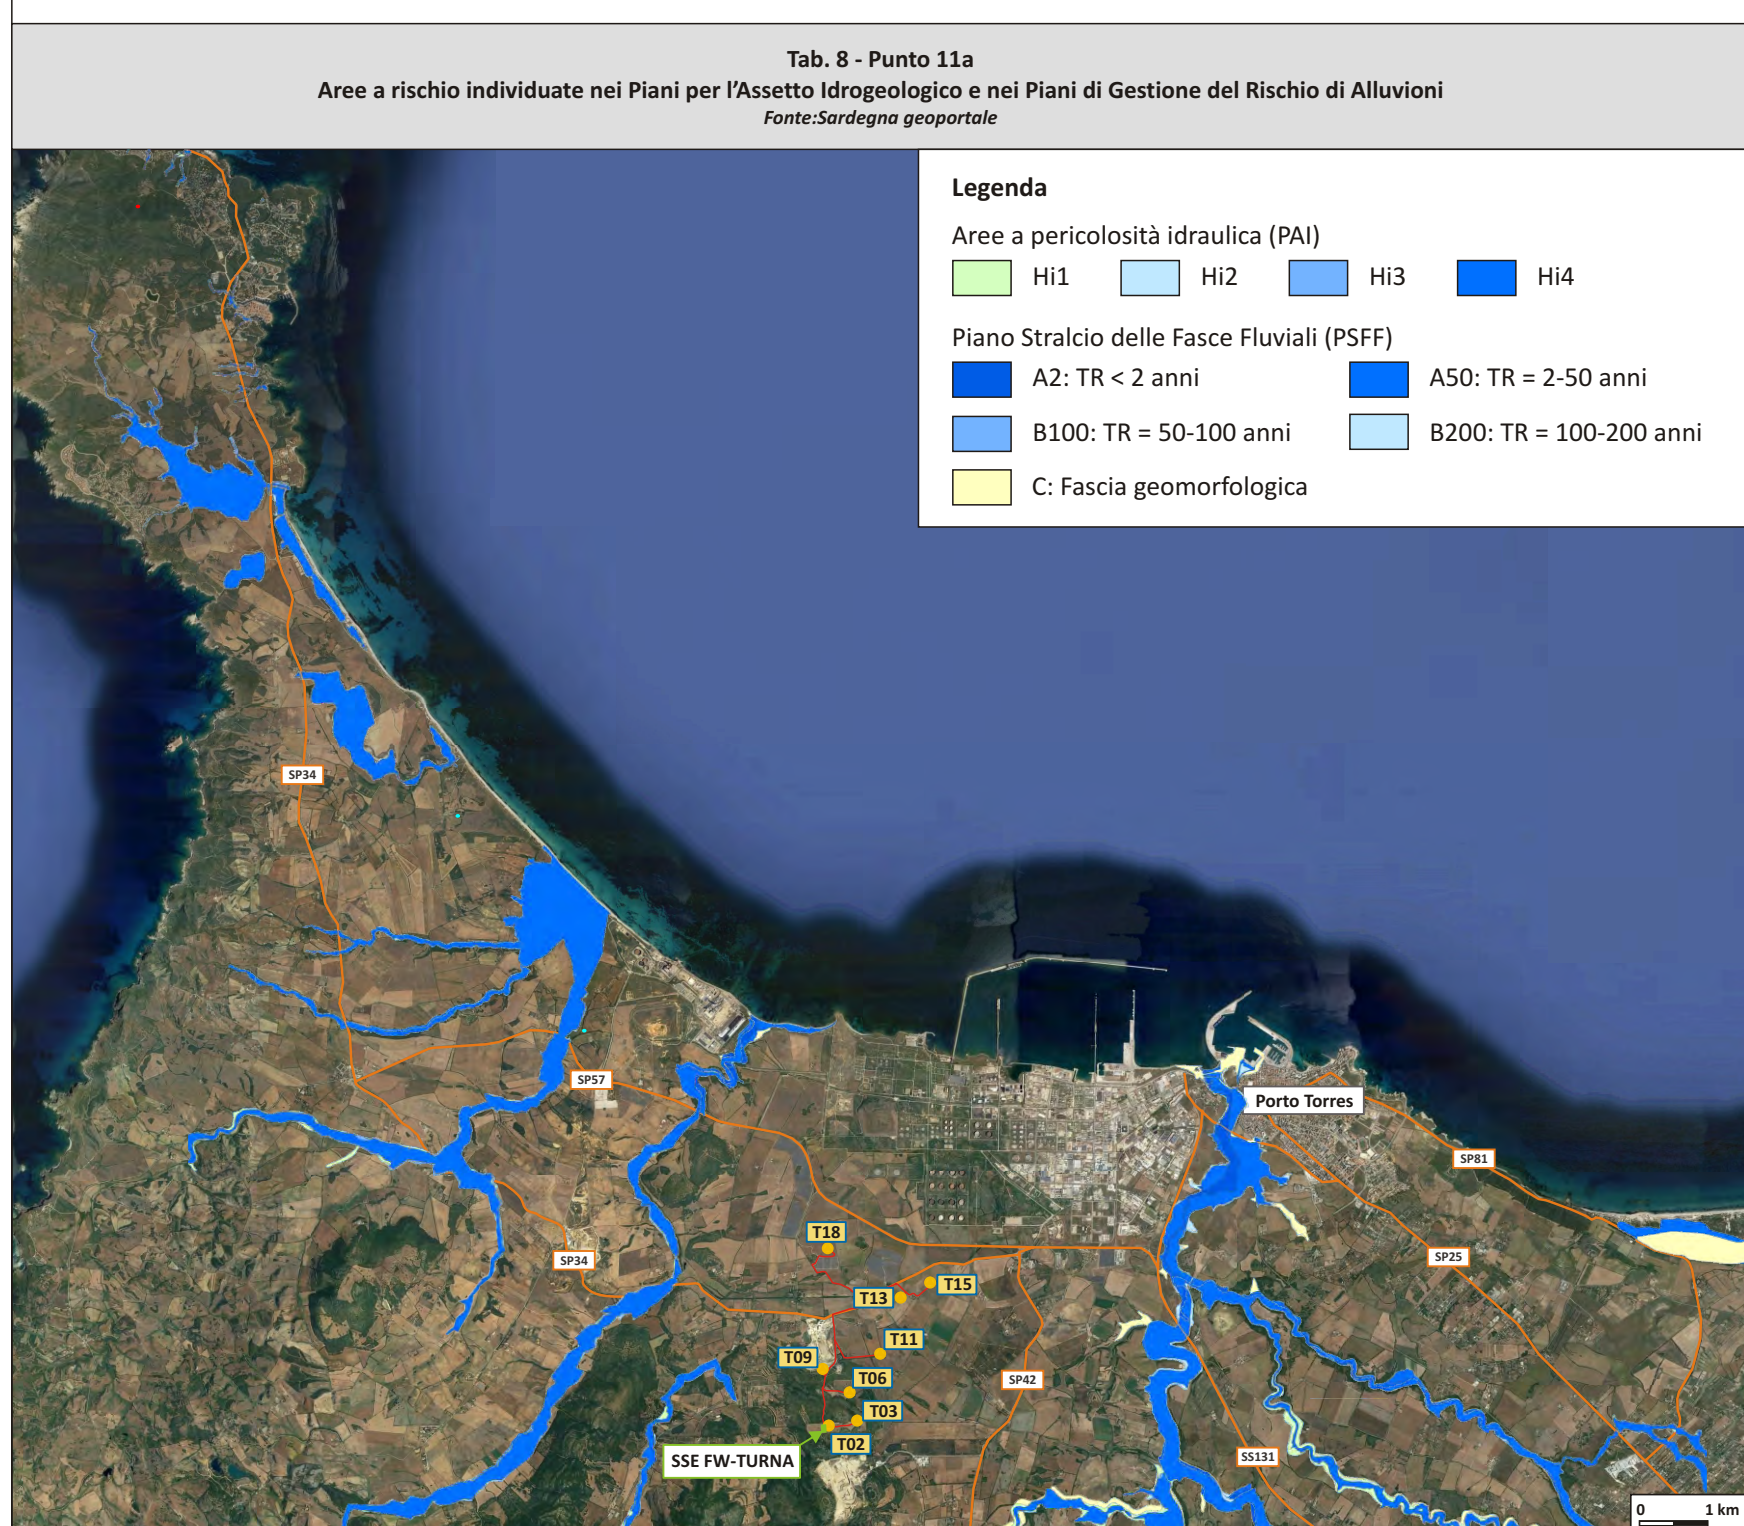 Tab. 8 - Punto 11a
Aree a rischio individuate nei Piani per l'Assetto Idrogeologico e nei Piani di Gestione del Rischio di Alluvioni
Fonte:Sardegna geoportale
Legenda
Aree a pericolosità idraulica (PAI)
Hi1 Hi2 Hi3 Hi4
Piano Stralcio delle Fasce Fluviali (PSFF)
A2: TR < 2 anni A50: TR = 2-50 anni
B100: TR = 50-100 anni B200: TR = 100-200 anni
C: Fascia geomorfologica
SP34
SP57
Porto Torres
SP81
T18
SP34
SP25
T15
T13
T11
T09
T06
SP42
T03
T02
SSE FW-TURNA
SS131
0 1 km